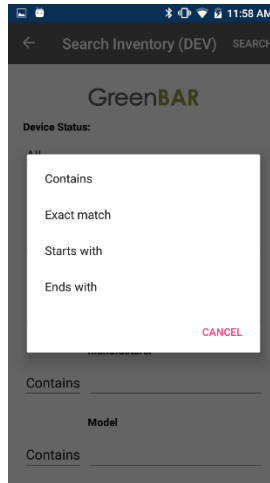 11:58 AM
Search Inventory (DEV) SEARCH
GreenBAR
Device Status:
All
Contains
Exact match
Starts with
Ends with
CANCEL
Manufacturer
Contains
Model
Contains